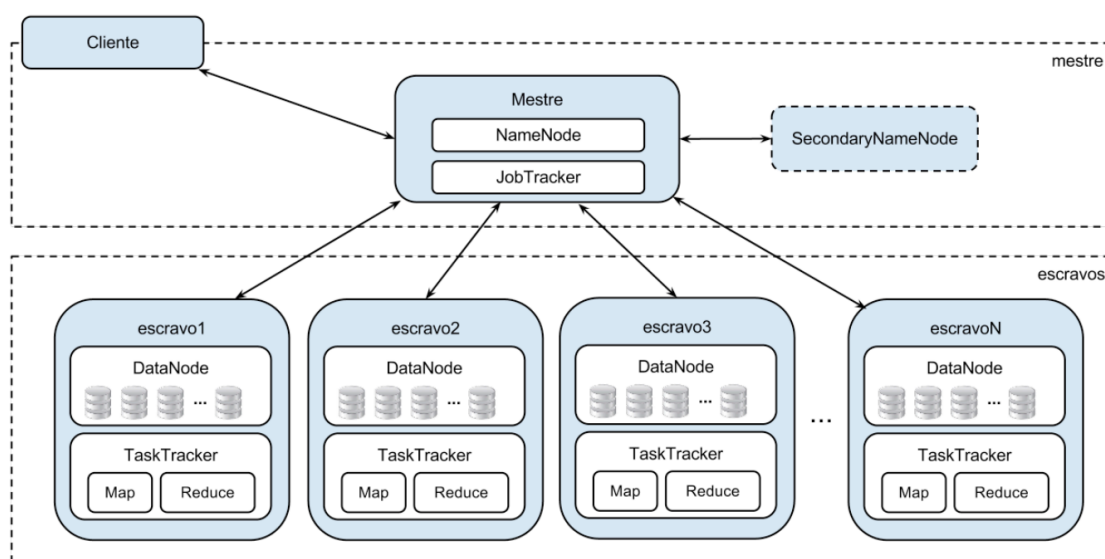 Cliente
mestre
Mestre
NameNode
JobTracker
SecondaryNameNode
escravos
escravo1
DataNode
...
TaskTracker
Map
Reduce
escravo2
DataNode
...
TaskTracker
Map
Reduce
escravo3
DataNode
...
TaskTracker
Map
Reduce
...
escravoN
DataNode
...
TaskTracker
Map
Reduce